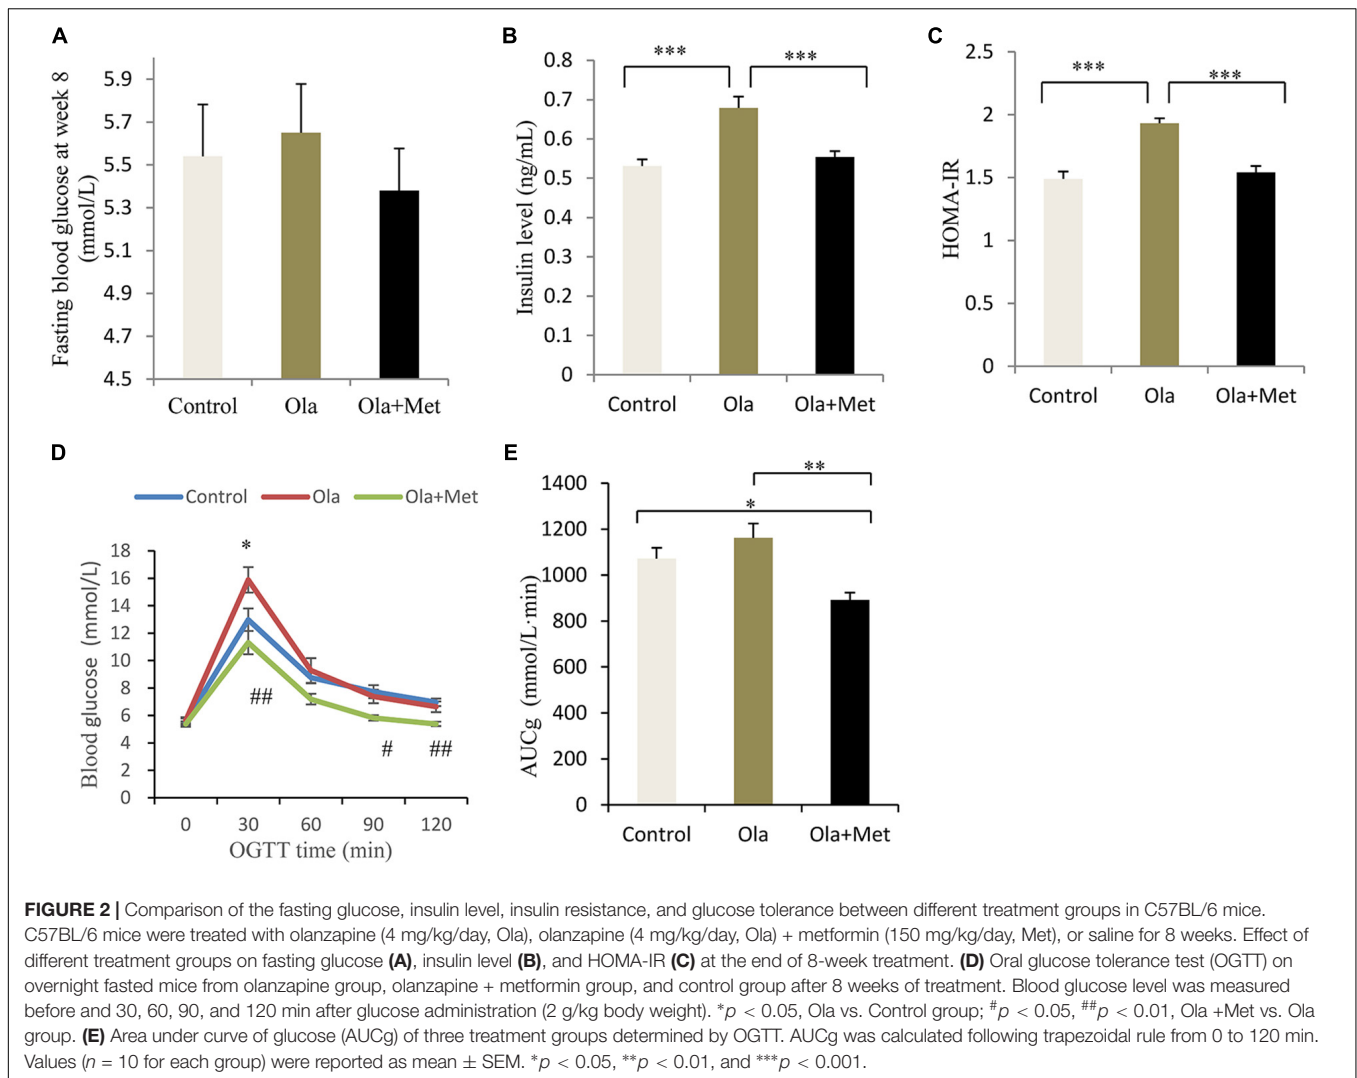 A
Fasting blood glucose at week 8
(mmol/L)
5.9
5.7
5.5
5.3
5.1
4.9
4.7
4.5
Control Ola Ola+Met
B
Insulin level (ng/mL)
0.8
0.7
0.6
0.5
0.4
0.3
0.2
0.1
0
*** ***
Control Ola Ola+Met
C
HOMA-IR
2.5
2
1.5
1
0.5
0
*** ***
Control Ola Ola+Met
D
Control Ola Ola+Met
Blood glucose (mmol/L)
18
16
14
12
10
8
6
4
2
0
*
##
# ##
0 30 60 90 120
OGTT time (min)
E
AUCg (mmol/L·min)
1400
1200
1000
800
600
400
200
0
**
*
Control Ola Ola+Met
FIGURE 2 | Comparison of the fasting glucose, insulin level, insulin resistance, and glucose tolerance between different treatment groups in C57BL/6 mice.
C57BL/6 mice were treated with olanzapine (4 mg/kg/day, Ola), olanzapine (4 mg/kg/day, Ola) + metformin (150 mg/kg/day, Met), or saline for 8 weeks. Effect of
different treatment groups on fasting glucose (A), insulin level (B), and HOMA-IR (C) at the end of 8-week treatment. (D) Oral glucose tolerance test (OGTT) on
overnight fasted mice from olanzapine group, olanzapine + metformin group, and control group after 8 weeks of treatment. Blood glucose level was measured
before and 30, 60, 90, and 120 min after glucose administration (2 g/kg body weight). *p < 0.05, Ola vs. Control group; #p < 0.05, ##p < 0.01, Ola +Met vs. Ola
group. (E) Area under curve of glucose (AUCg) of three treatment groups determined by OGTT. AUCg was calculated following trapezoidal rule from 0 to 120 min.
Values (n = 10 for each group) were reported as mean ± SEM. *p < 0.05, **p < 0.01, and ***p < 0.001.